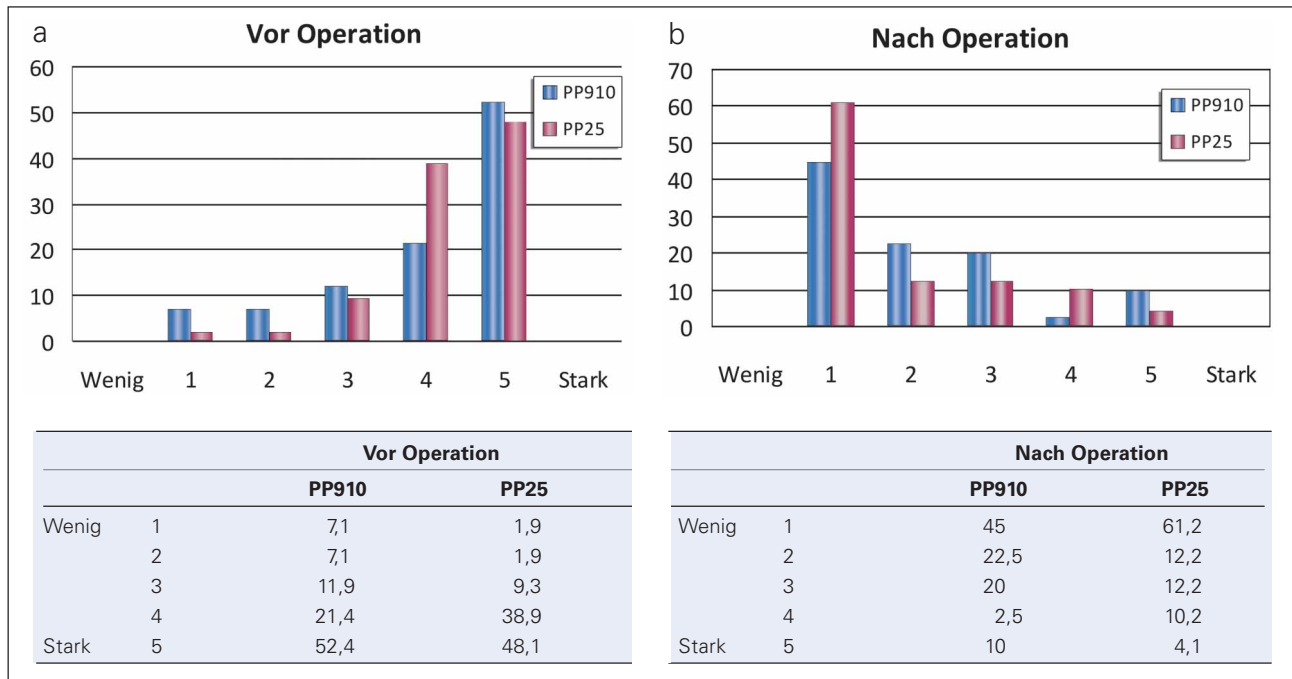 a
Vor Operation
60
50
40
30
20
10
0
PP910
PP25
Wenig 1 2 3 4 5 Stark
b
Nach Operation
70
60
50
40
30
20
10
0
PP910
PP25
Wenig 1 2 3 4 5 Stark
Vor Operation
PP910 PP25
Wenig 1 7,1 1,9
2 7,1 1,9
3 11,9 9,3
4 21,4 38,9
Stark 5 52,4 48,1
Nach Operation
PP910 PP25
Wenig 1 45 61,2
2 22,5 12,2
3 20 12,2
4 2,5 10,2
Stark 5 10 4,1